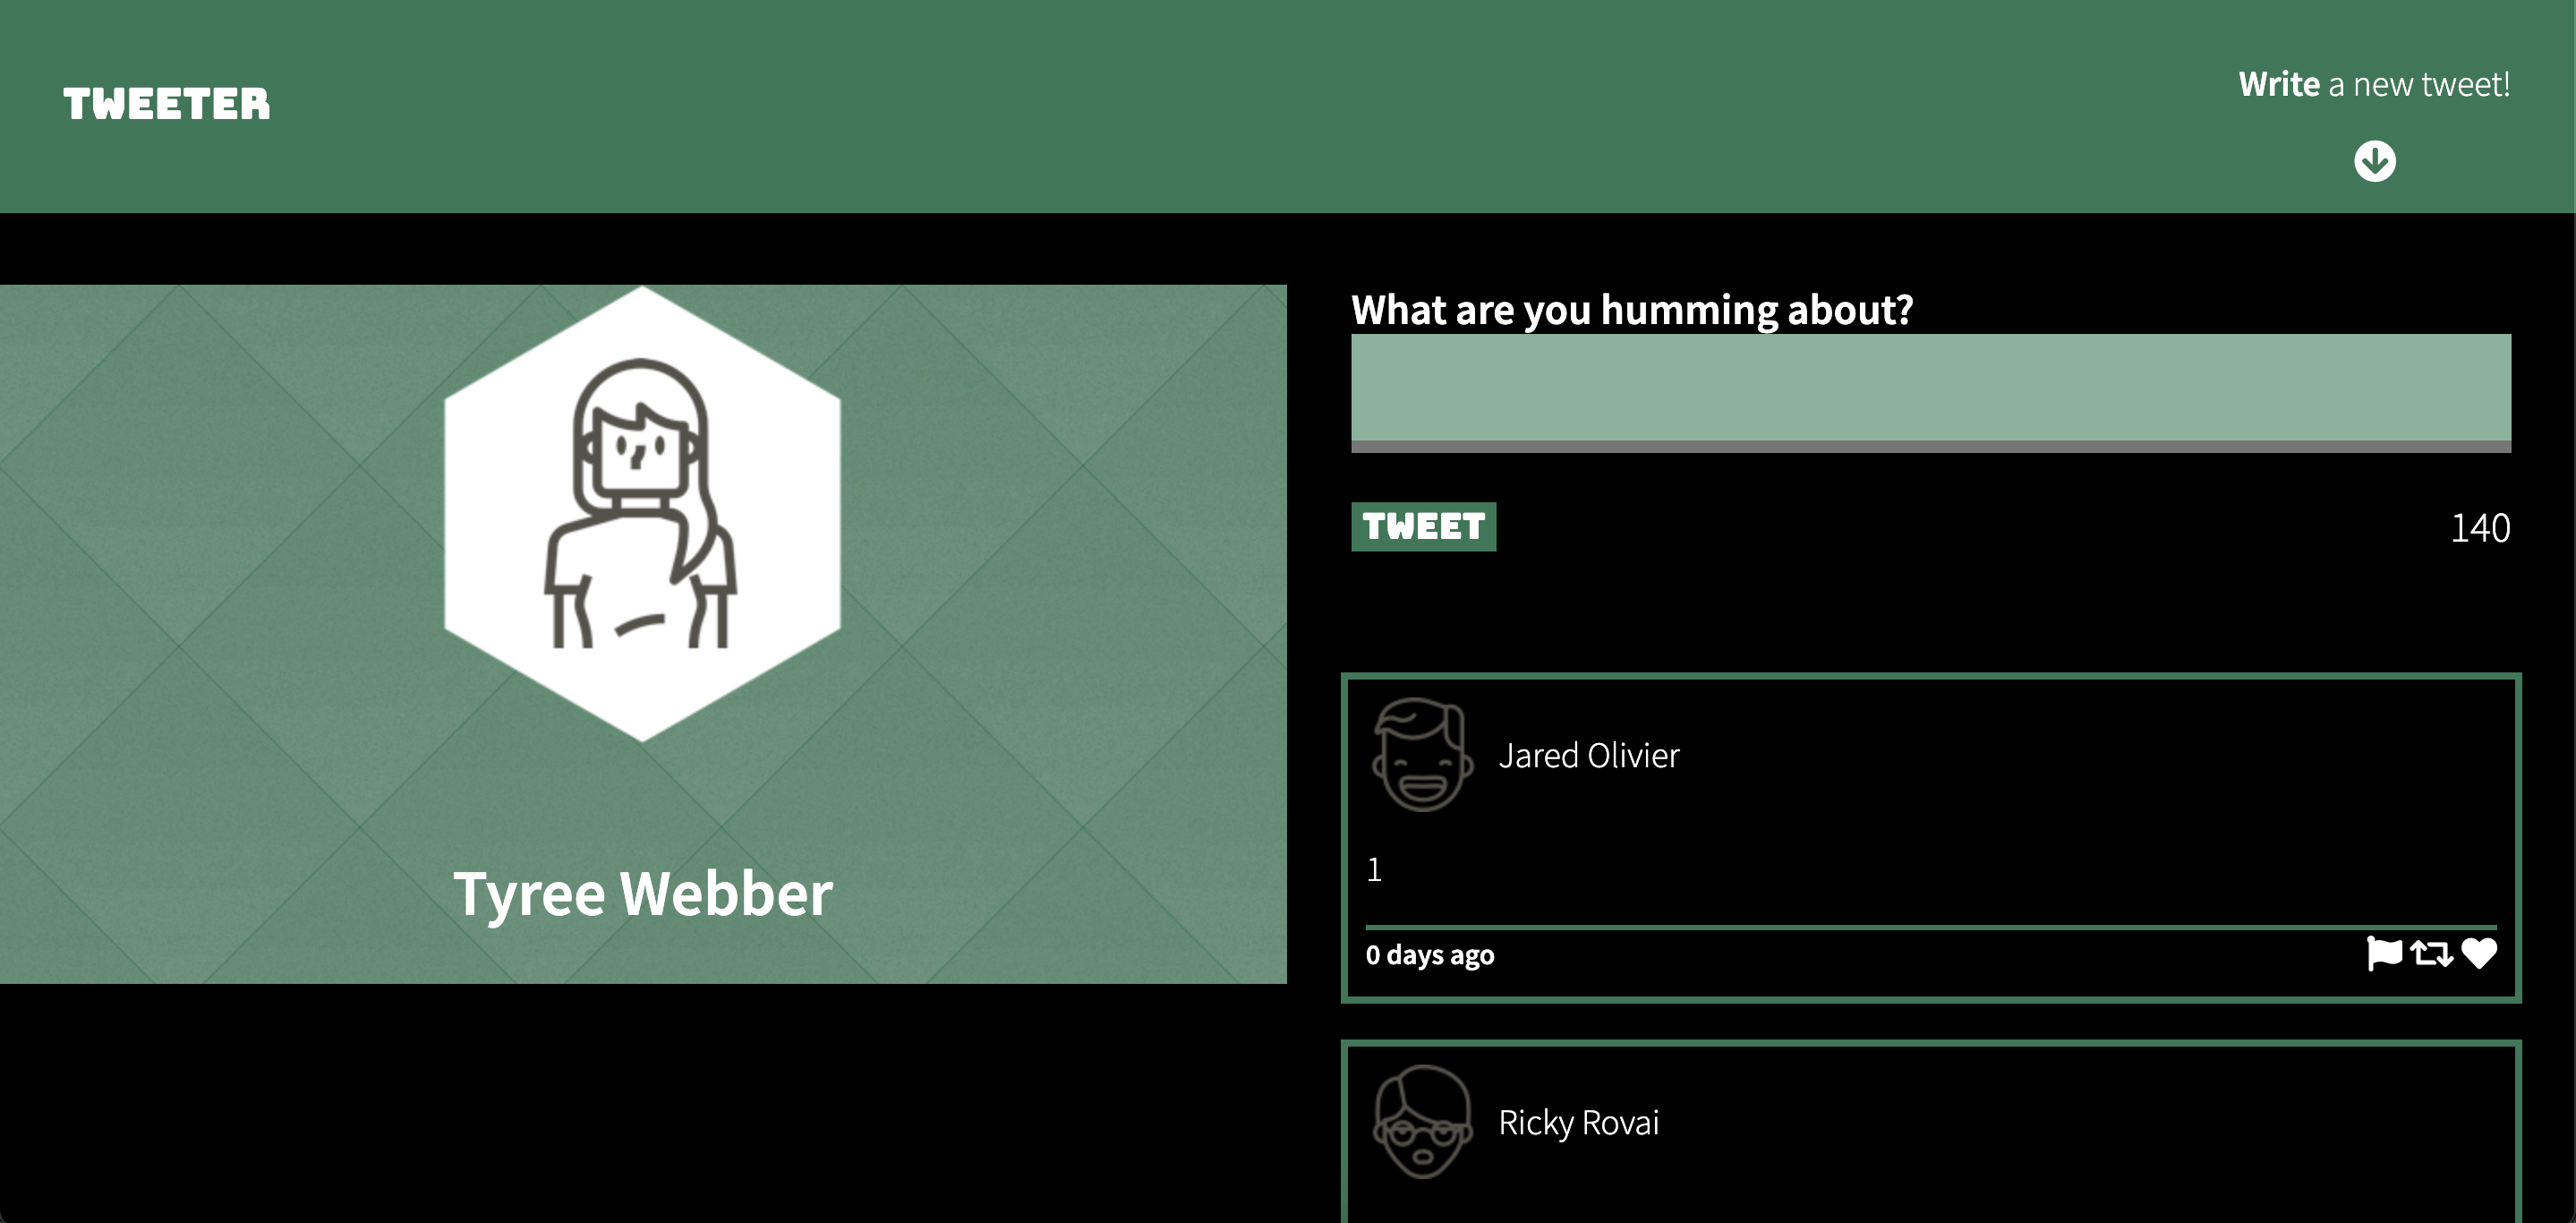 TWEETER
Write a new tweet!
Tyree Webber
What are you humming about?
TWEET
140
Jared Olivier
1
0 days ago
Ricky Rovai